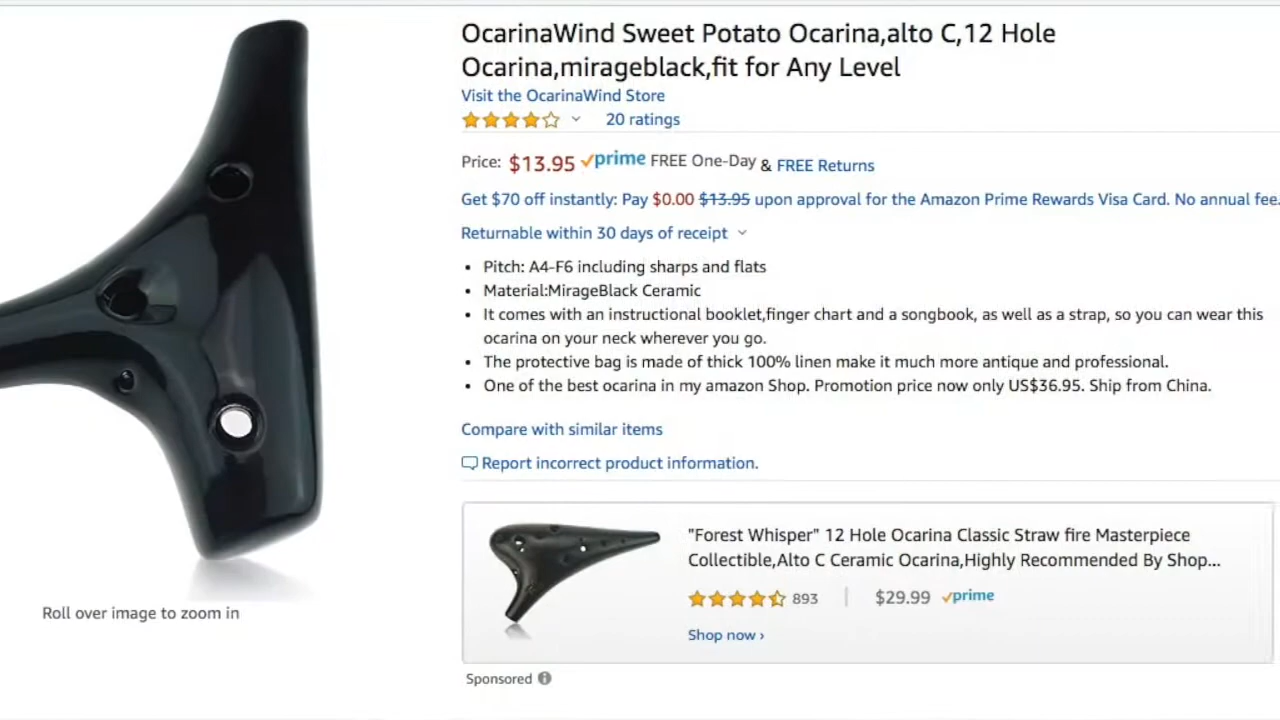 OcarinaWind Sweet Potato Ocarina,alto C,12 Hole
Ocarina,mirageblack,fit for Any Level
Visit the OcarinaWind Store
20 ratings
Price: $13.95 prime FREE One-Day & FREE Returns
Get $70 off instantly: Pay $0.00 $13.95 upon approval for the Amazon Prime Rewards Visa Card. No annual fee.
Returnable within 30 days of receipt
• Pitch: A4-F6 including sharps and flats
• Material:MirageBlack Ceramic
• It comes with an instructional booklet,finger chart and a songbook, as well as a strap, so you can wear this
ocarina on your neck wherever you go.
• The protective bag is made of thick 100% linen make it much more antique and professional.
• One of the best ocarina in my amazon Shop. Promotion price now only US$36.95. Ship from China.
Compare with similar items
Report incorrect product information.
"Forest Whisper" 12 Hole Ocarina Classic Straw fire Masterpiece
Collectible,Alto C Ceramic Ocarina,Highly Recommended By Shop...
893 | $29.99 prime
Shop now ›
Sponsored
Roll over image to zoom in